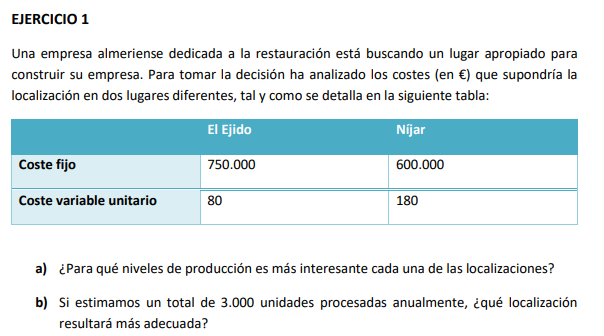 EJERCICIO 1
Una empresa almeriense dedicada a la restauración está buscando un lugar apropiado para
construir su empresa. Para tomar la decisión ha analizado los costes (en €) que supondría la
localización en dos lugares diferentes, tal y como se detalla en la siguiente tabla:
El Ejido Níjar
Coste fijo 750.000 600.000
Coste variable unitario 80 180
a) ¿Para qué niveles de producción es más interesante cada una de las localizaciones?
b) Si estimamos un total de 3.000 unidades procesadas anualmente, ¿qué localización
resultará más adecuada?